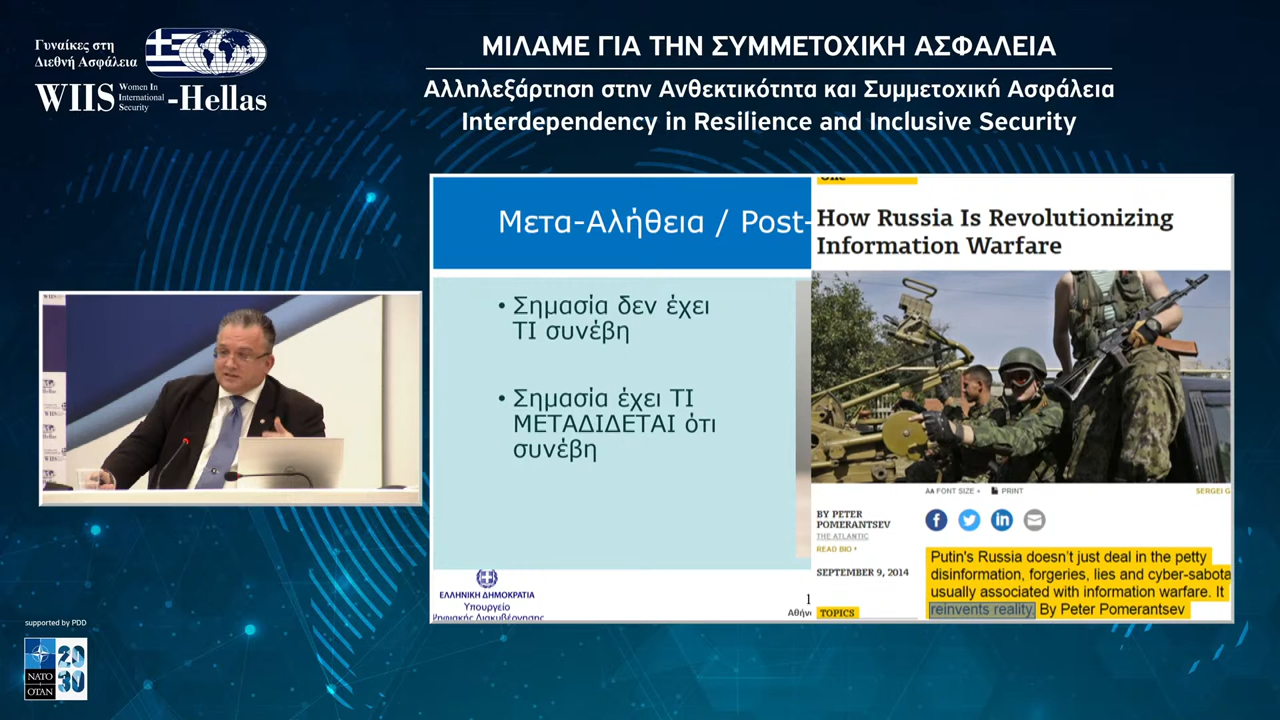 Γυναίκες στη
Διεθνή Ασφάλεια
WIIS Women In International Security -Hellas
ΜΙΛΑΜΕ ΓΙΑ ΤΗΝ ΣΥΜΜΕΤΟΧΙΚΗ ΑΣΦΑΛΕΙΑ
Αλληλεξάρτηση στην Ανθεκτικότητα και Συμμετοχική Ασφάλεια
Interdependency in Resilience and Inclusive Security
Μετα-Αλήθεια / Post-
• Σημασία δεν έχει
ΤΙ συνέβη
• Σημασία έχει ΤΙ
ΜΕΤΑΔΙΔΕΤΑΙ ότι
συνέβη
ΕΛΛΗΝΙΚΗ ΔΗΜΟΚΡΑΤΙΑ
Υπουργείο
Ψηφιακής Διακυβέρνησης
1
Αθήν
How Russia Is Revolutionizing
Information Warfare
AA FONT SIZE +
PRINT
SERGEI G
BY PETER
POMERANTSEV
THE ATLANTIC
READ BIO
SEPTEMBER 9, 2014
TOPICS
Putin's Russia doesn't just deal in the petty
disinformation, forgeries, lies and cyber-sabota
usually associated with information warfare. It
reinvents reality. By Peter Pomerantsev
supported by PDD
NATO
OTAN
20
30